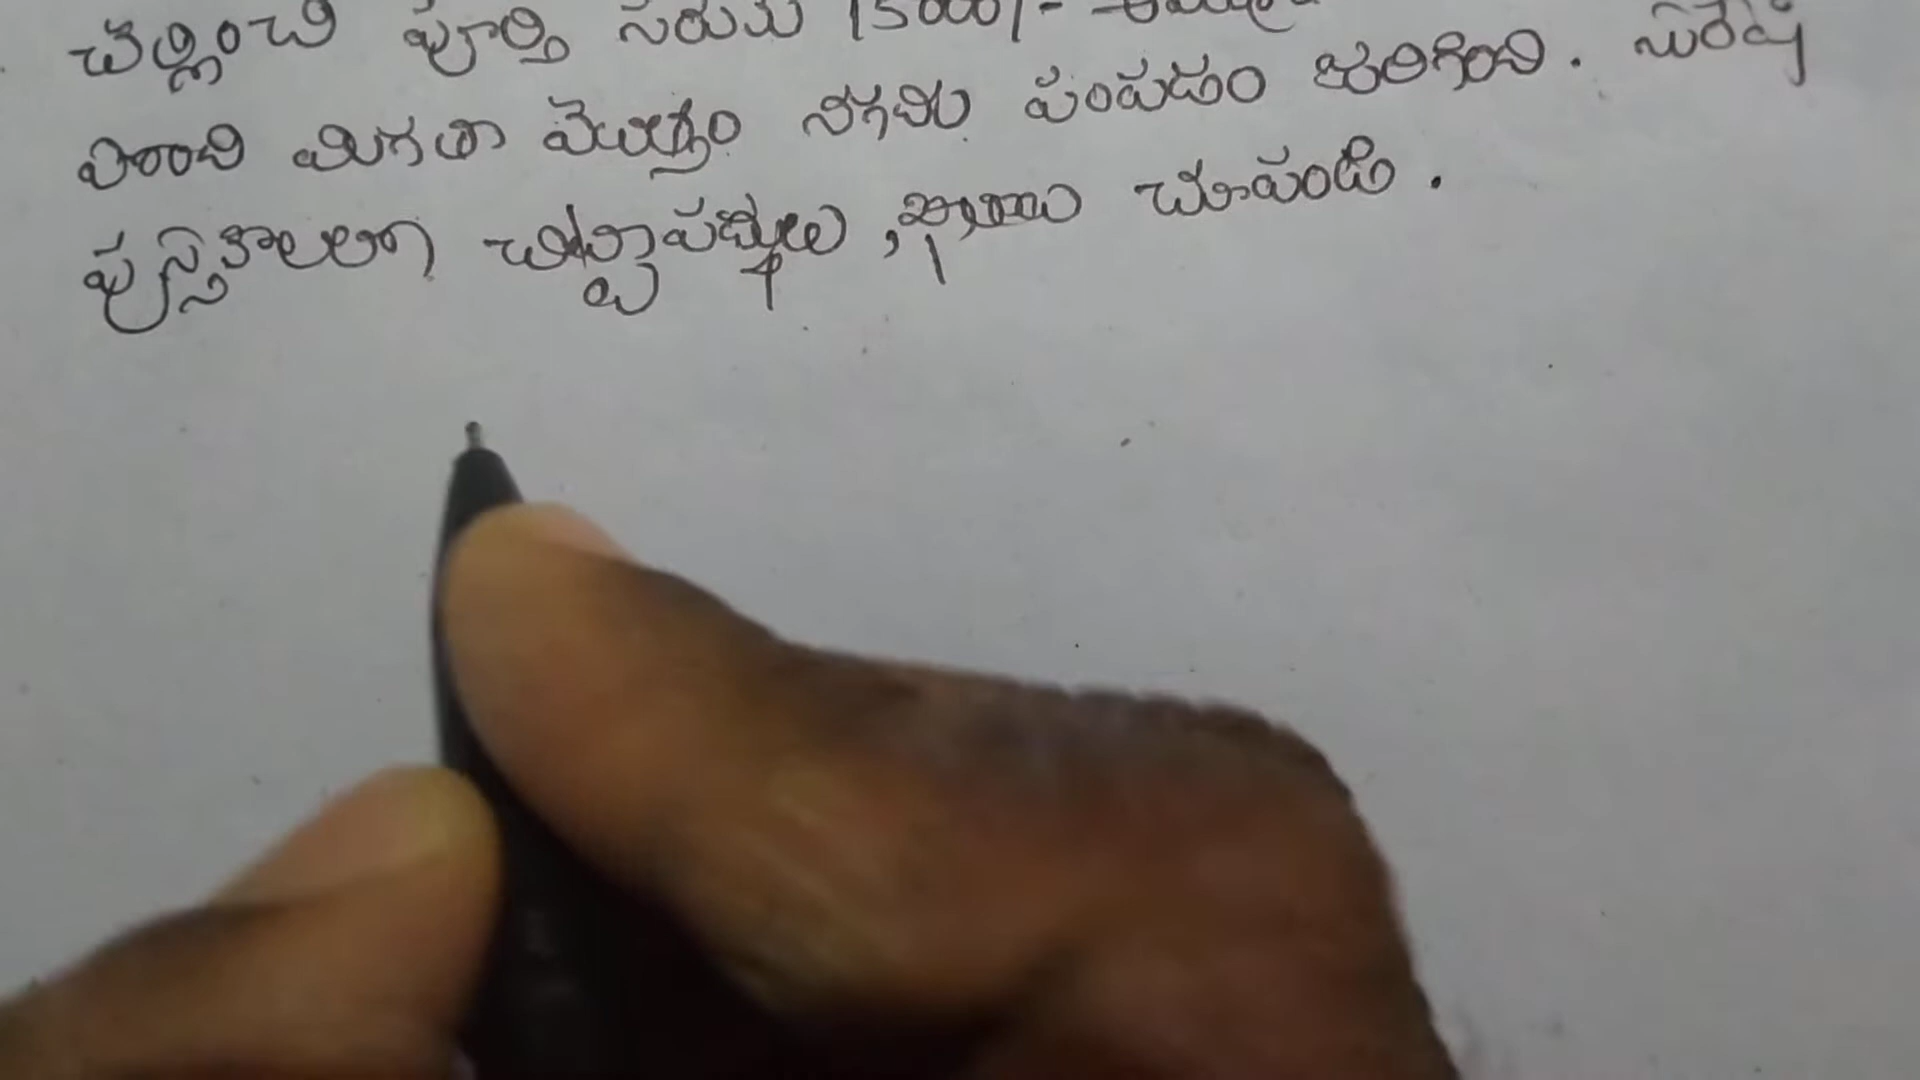 చెల్లించి పూర్తి సరుకు 15000/-
వారించి మిగతా మొత్తం నగదు పంపడం జరిగింది. సురేష్
పుస్తకాలలో చిట్టాపద్దులు, ఖాతాలు చూపండి.